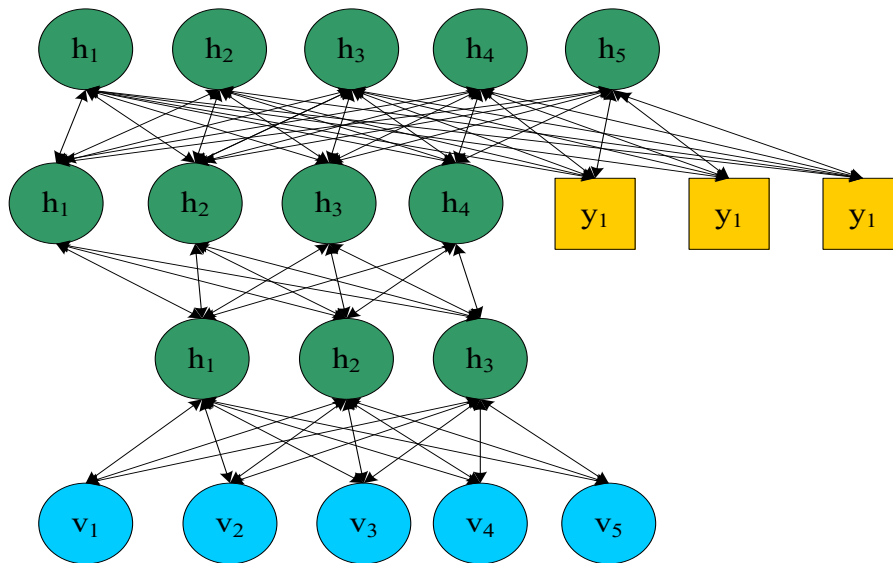 h₁ h₂ h₃ h₄ h₅
h₁ h₂ h₃ h₄ y₁ y₁ y₁
h₁ h₂ h₃
v₁ v₂ v₃ v₄ v₅